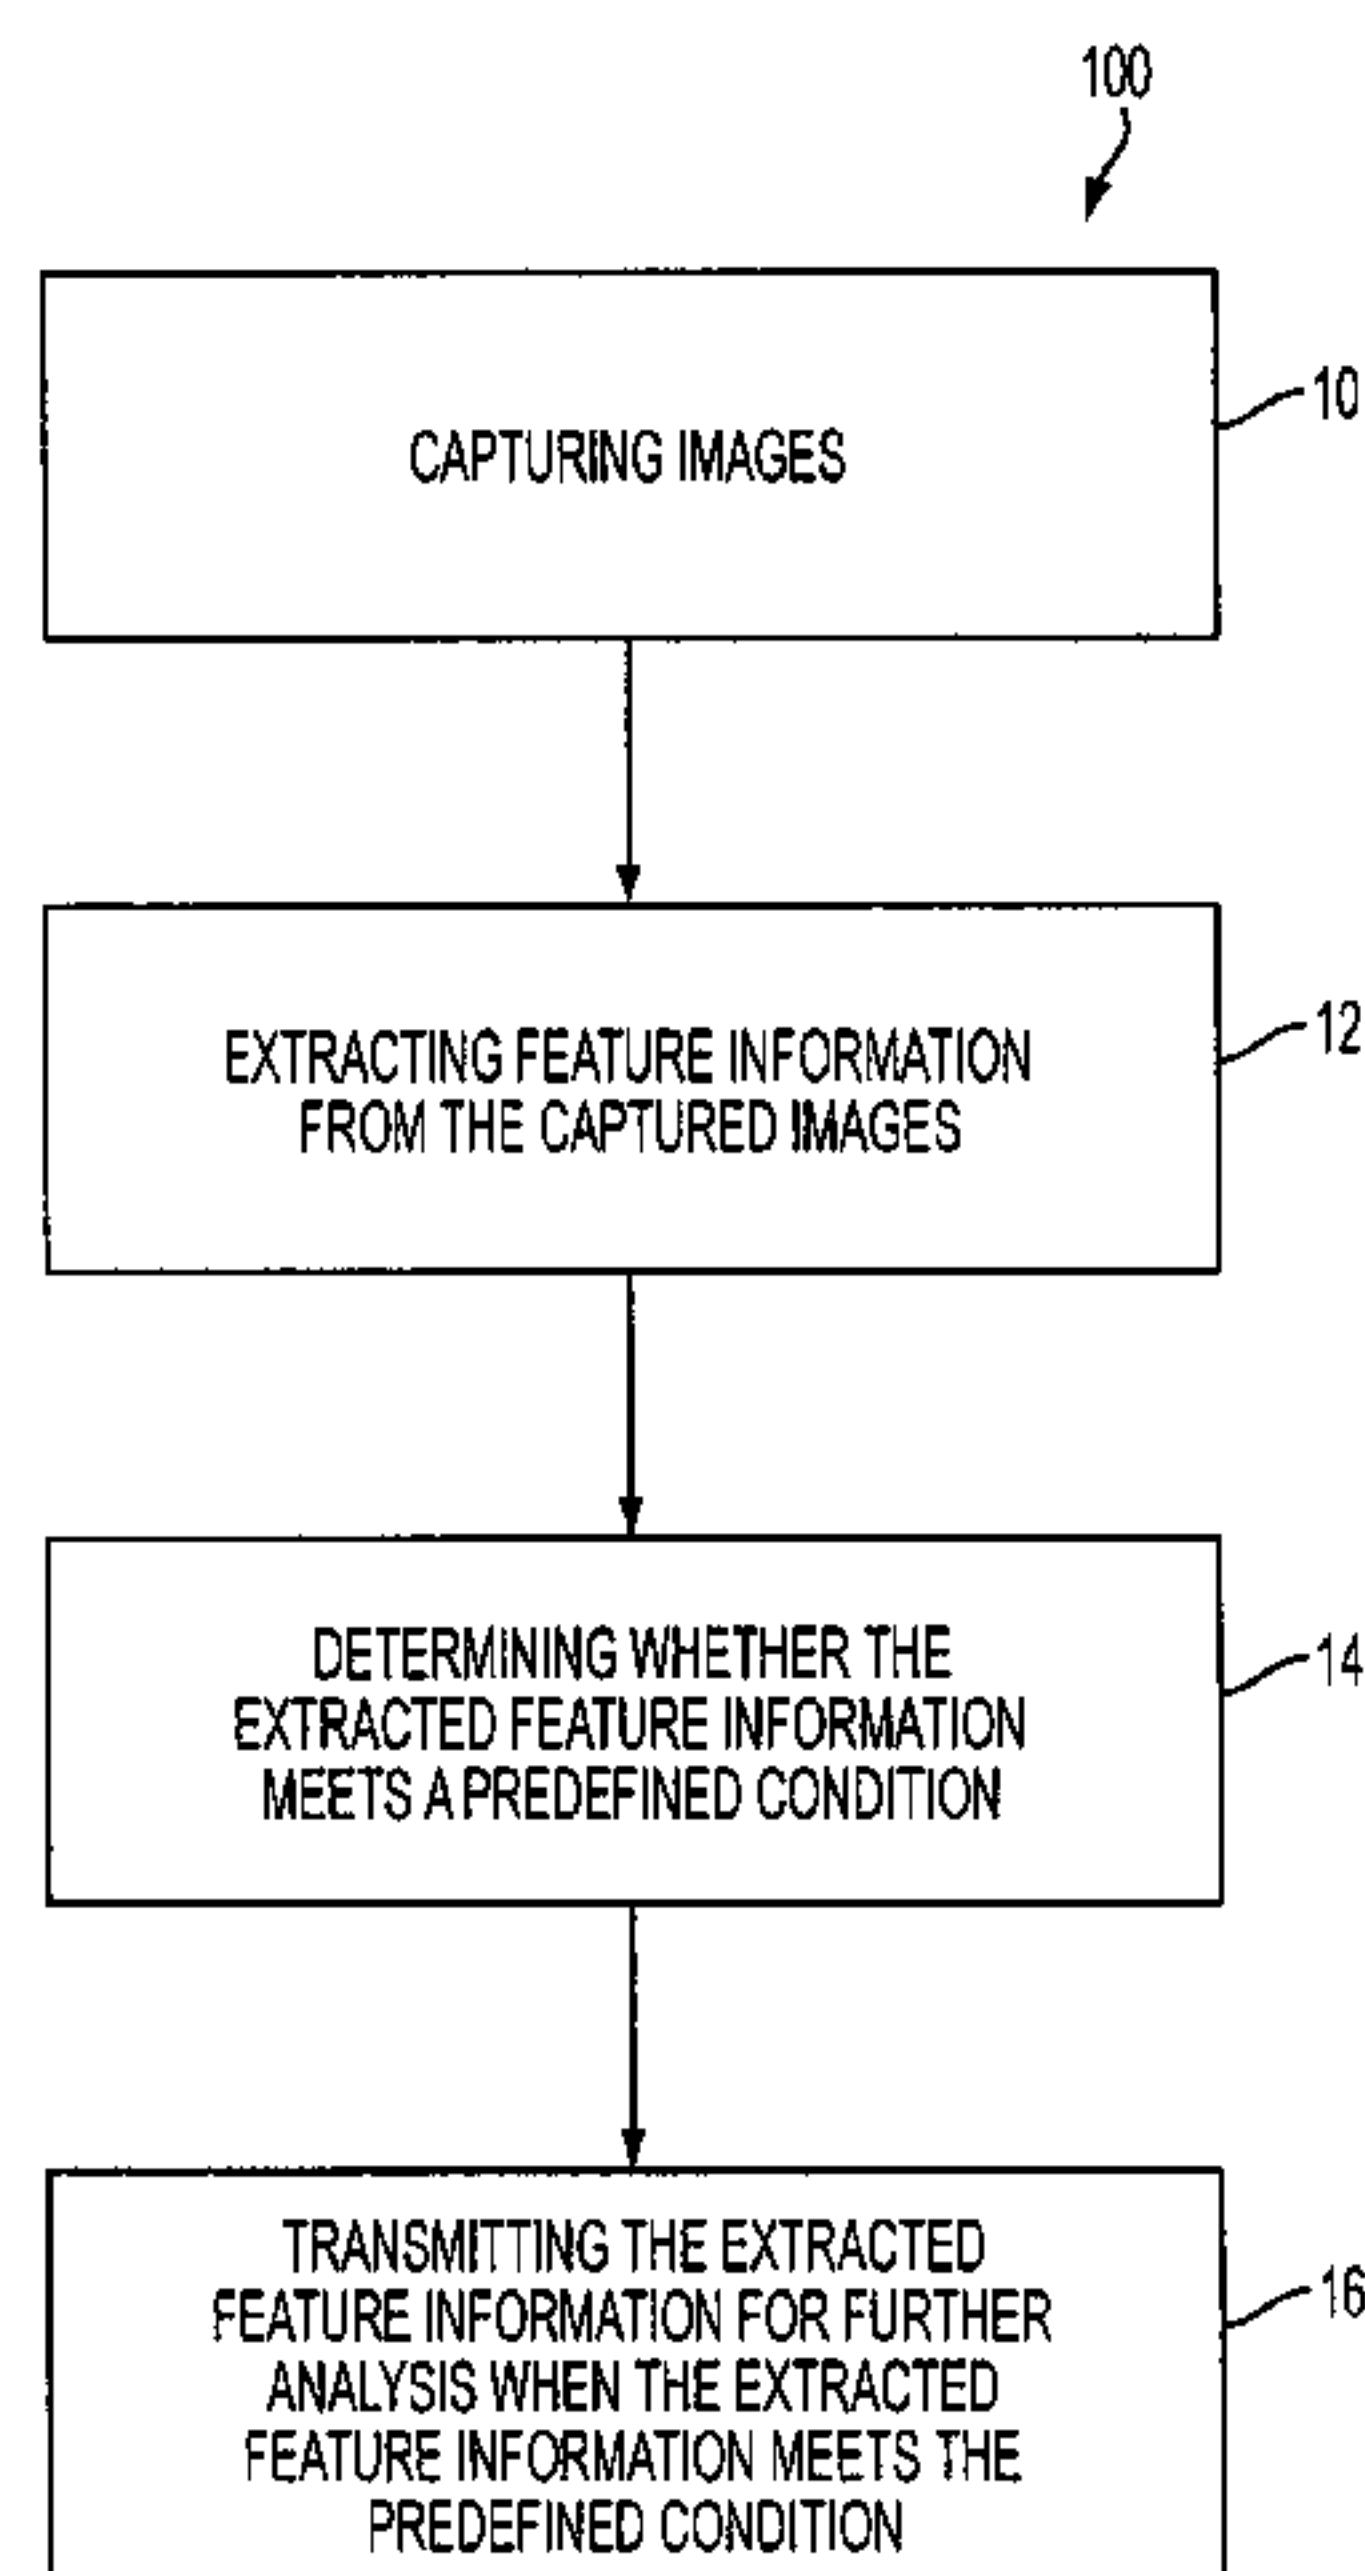 100
CAPTURING IMAGES
10
EXTRACTING FEATURE INFORMATION
FROM THE CAPTURED IMAGES
12
DETERMINING WHETHER THE
EXTRACTED FEATURE INFORMATION
MEETS A PREDEFINED CONDITION
14
TRANSMITTING THE EXTRACTED
FEATURE INFORMATION FOR FURTHER
ANALYSIS WHEN THE EXTRACTED
FEATURE INFORMATION MEETS THE
PREDEFINED CONDITION
16